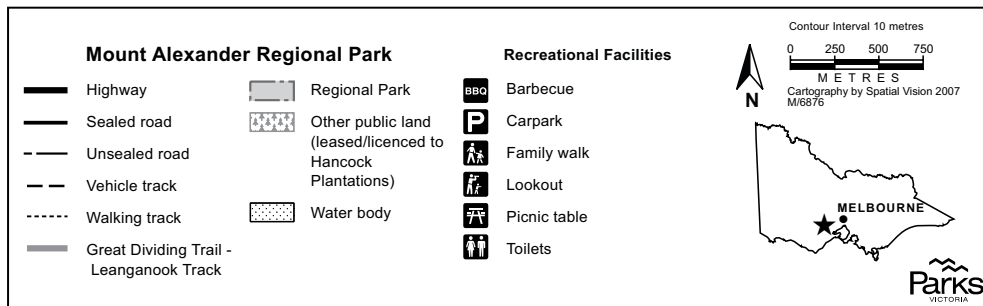 Mount Alexander Regional Park
Highway
Sealed road
Unsealed road
Vehicle track
Walking track
Great Dividing Trail -
Leanganook Track
Regional Park
Other public land
(leased/licenced to
Hancock
Plantations)
Water body
Recreational Facilities
BBQ Barbecue
P Carpark
Family walk
Lookout
Picnic table
Toilets
Contour Interval 10 metres
0 250 500 750
METRES
N
Cartography by Spatial Vision 2007
M/6876
MELBOURNE
Parks
VICTORIA